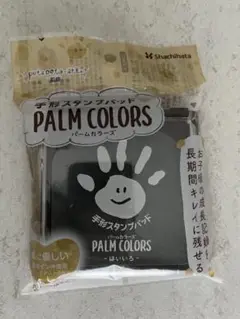 Shachihata
手形スタンプパッド
PALM COLORS
パームカラーズ
お子様の成長記録を
長期間キレイに残せる
手形スタンプパッド
パームカラーズ
PALM COLORS
-はいいろ-
優しい